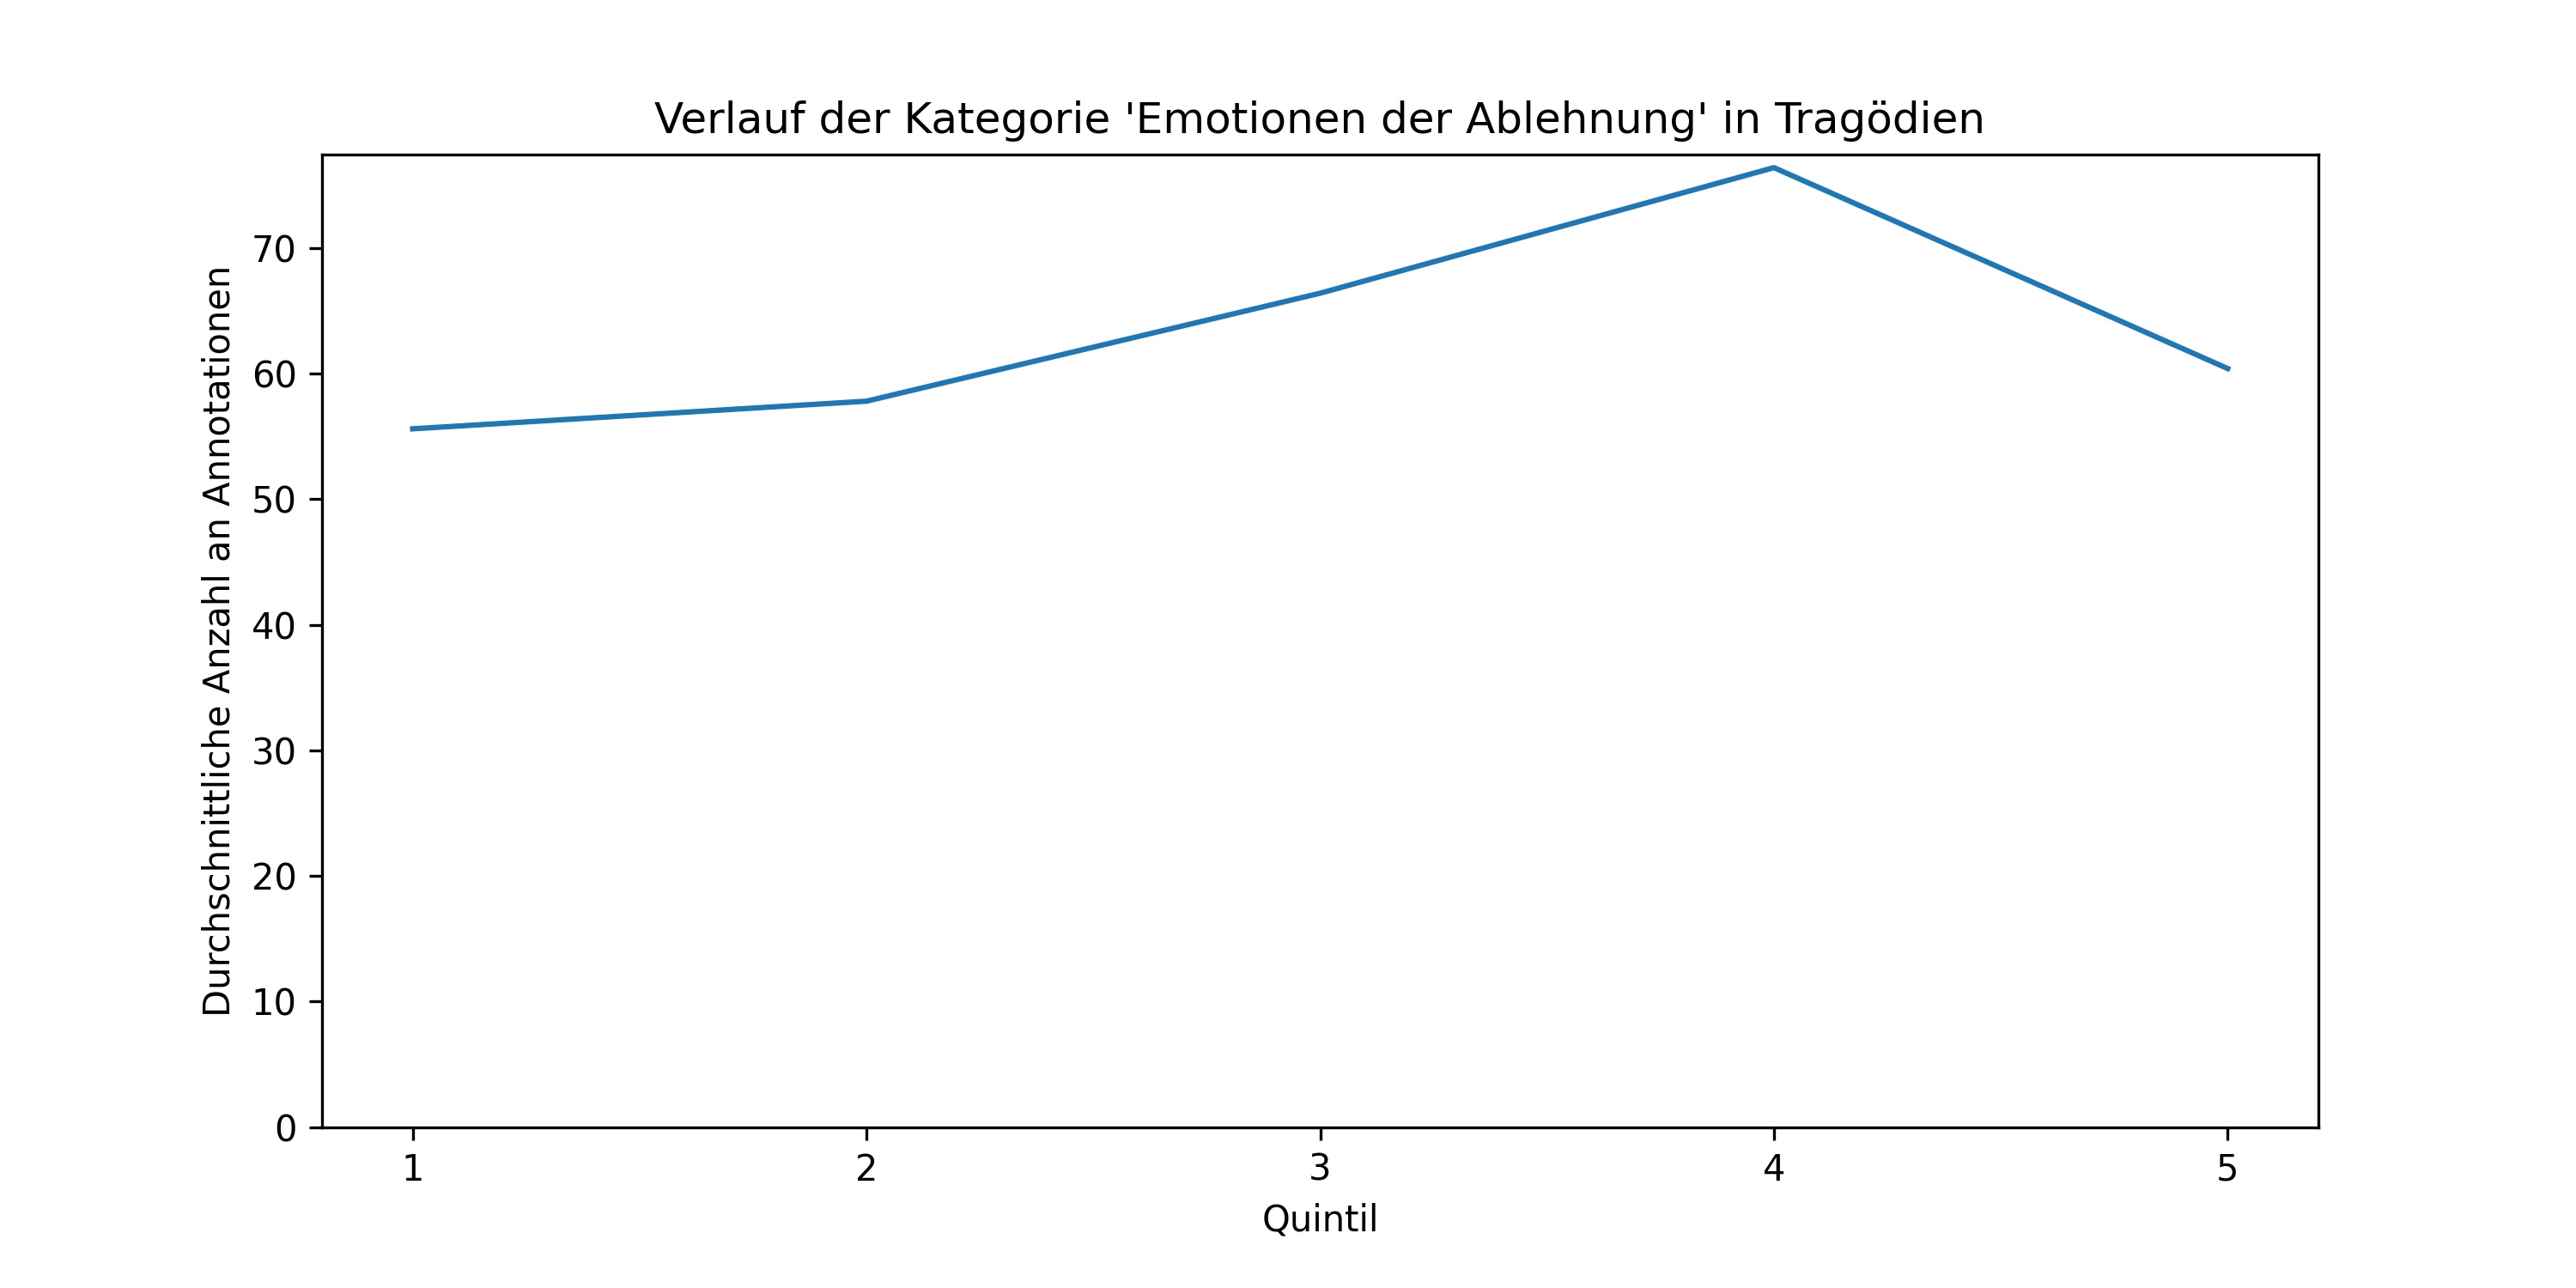 Verlauf der Kategorie 'Emotionen der Ablehnung' in Tragödien
Durchschnittliche Anzahl an Annotationen
70
60
50
40
30
20
10
0
1 2 3 4 5
Quintil